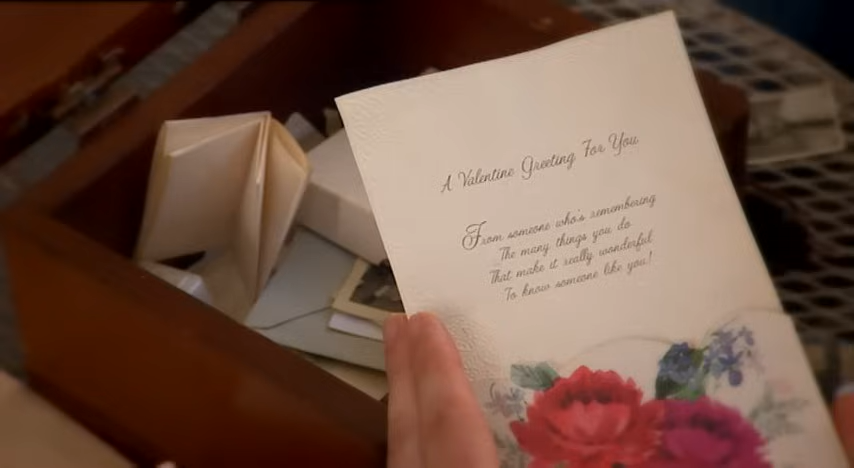 A Valentine Greeting For You
From someone who's remembering
The many things you do
That make it really wonderful
To know someone like you!